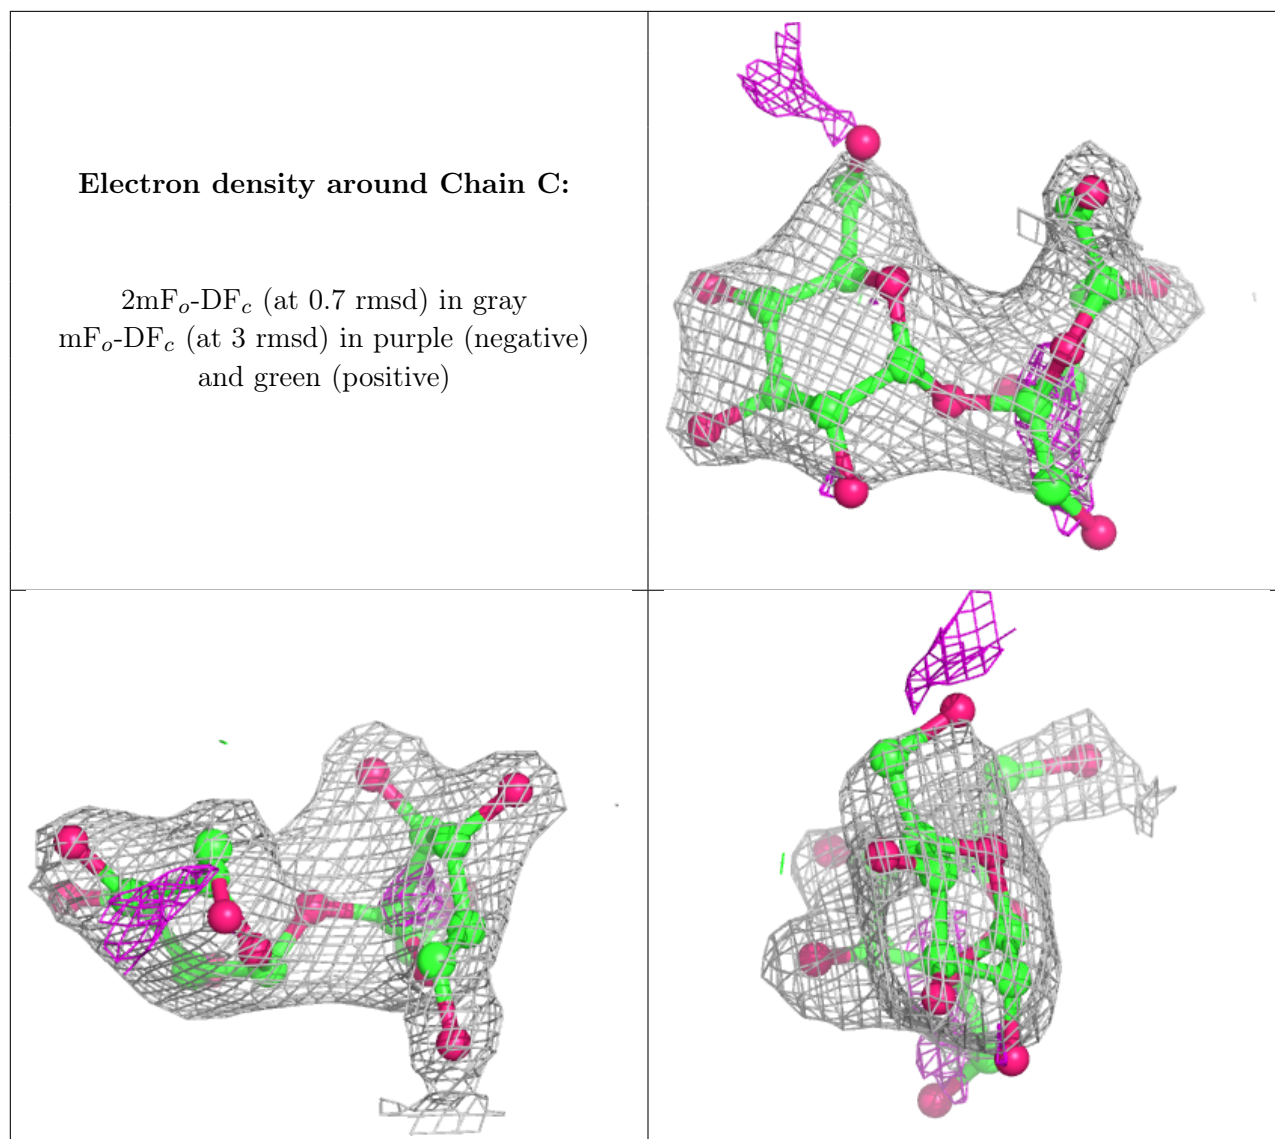 Electron density around Chain C:
2mFₒ-DF𝒸 (at 0.7 rmsd) in gray
mFₒ-DF𝒸 (at 3 rmsd) in purple (negative)
and green (positive)